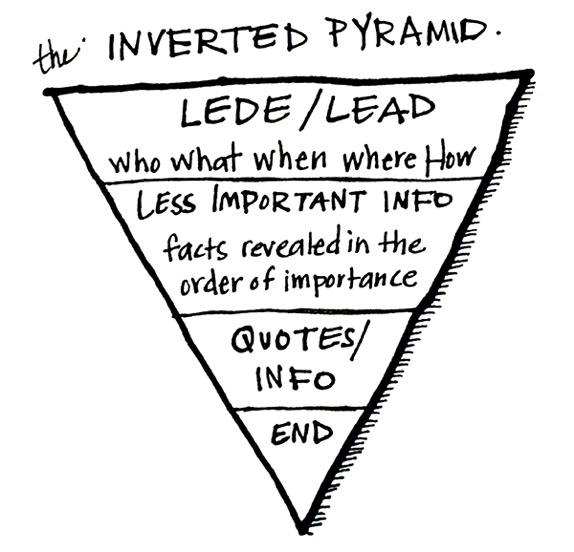 the INVERTED PYRAMID.
LEDE/LEAD
who what when where How
LESS IMPORTANT INFO
facts revealed in the
order of importance
QUOTES/
INFO
END